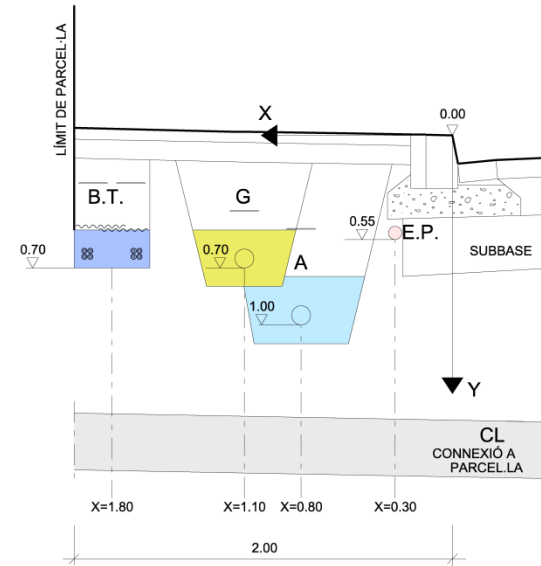 LÍMIT DE PARCEL·LA
X
0.00
B.T.
G
0.55
E.P.
0.70
0.70
A
SUBBASE
1.00
Y
CL
CONNEXIÓ A
PARCEL.LA
X=1.80
X=1.10
X=0.80
X=0.30
2.00